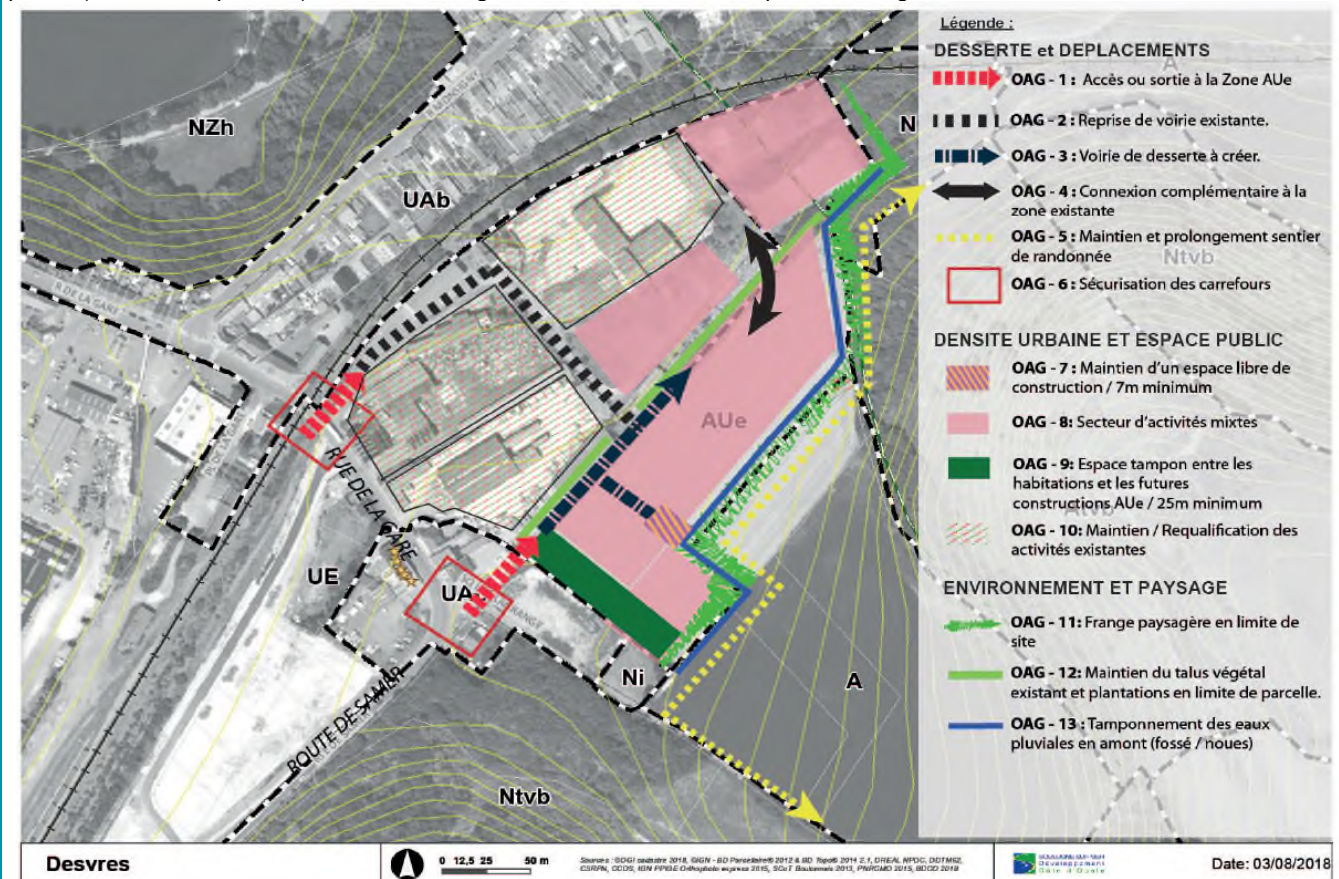 NZh
UAb
N
R DE LA GARE
AUe
RUE DE LA GARE
UE
UA
Ni
A
ROUTE DE SAMER
Ntvb
Légende :
DESSERTE et DEPLACEMENTS
A
OAG - 1 : Accès ou sortie à la Zone AUe
OAG - 2 : Reprise de voirie existante.
OAG - 3 : Voirie de desserte à créer.
OAG - 4 : Connexion complémentaire à la
zone existante
OAG - 5 : Maintien et prolongement sentier
de randonnée
Ntvb
OAG - 6 : Sécurisation des carrefours
DENSITE URBAINE ET ESPACE PUBLIC
OAG - 7 : Maintien d'un espace libre de
construction / 7m minimum
OAG - 8: Secteur d'activités mixtes
OAG - 9: Espace tampon entre les
habitations et les futures
constructions AUe / 25m minimum
OAG - 10: Maintien / Requalification des
activités existantes
ENVIRONNEMENT ET PAYSAGE
OAG - 11: Frange paysagère en limite de
site
OAG - 12: Maintien du talus végétal
existant et plantations en limite de parcelle.
OAG - 13 : Tamponnement des eaux
pluviales en amont (fossé / noues)
Desvres
0 12,5 25 50 m
Date: 03/08/2018